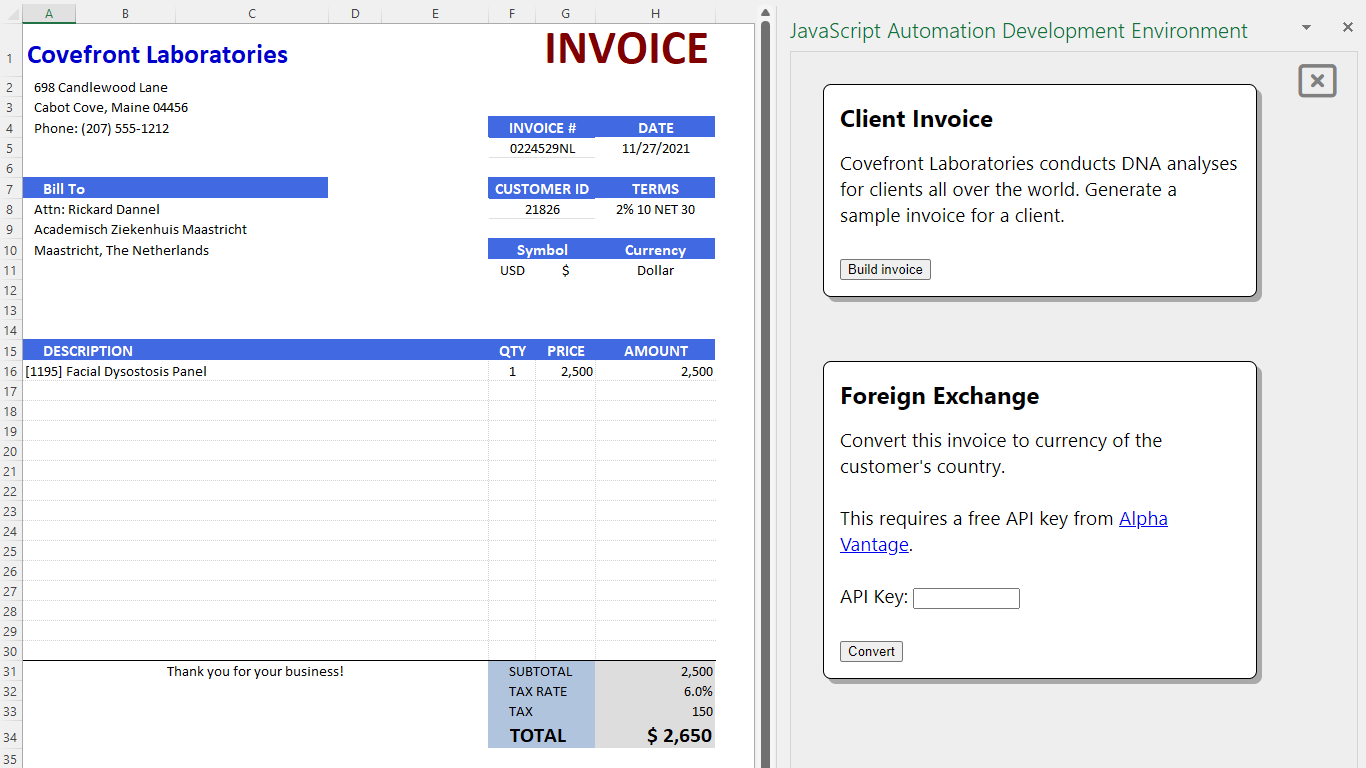 A B C D E F G H
JavaScript Automation Development Environment
1 Covefront Laboratories INVOICE
2 698 Candlewood Lane
3 Cabot Cove, Maine 04456
4 Phone: (207) 555-1212 INVOICE # DATE
5 0224529NL 11/27/2021
6
7 Bill To CUSTOMER ID TERMS
8 Attn: Rickard Dannel 21826 2% 10 NET 30
9 Academisch Ziekenhuis Maastricht
10 Maastricht, The Netherlands Symbol Currency
11 USD $ Dollar
12
13
14
15 DESCRIPTION QTY PRICE AMOUNT
16 [1195] Facial Dysostosis Panel 1 2,500 2,500
17
18
19
20
21
22
23
24
25
26
27
28
29
30
31 Thank you for your business! SUBTOTAL 2,500
32 TAX RATE 6.0%
33 TAX 150
34 TOTAL $ 2,650
35
Client Invoice
Covefront Laboratories conducts DNA analyses
for clients all over the world. Generate a
sample invoice for a client.
Build invoice
Foreign Exchange
Convert this invoice to currency of the
customer's country.
This requires a free API key from Alpha
Vantage.
API Key:
Convert